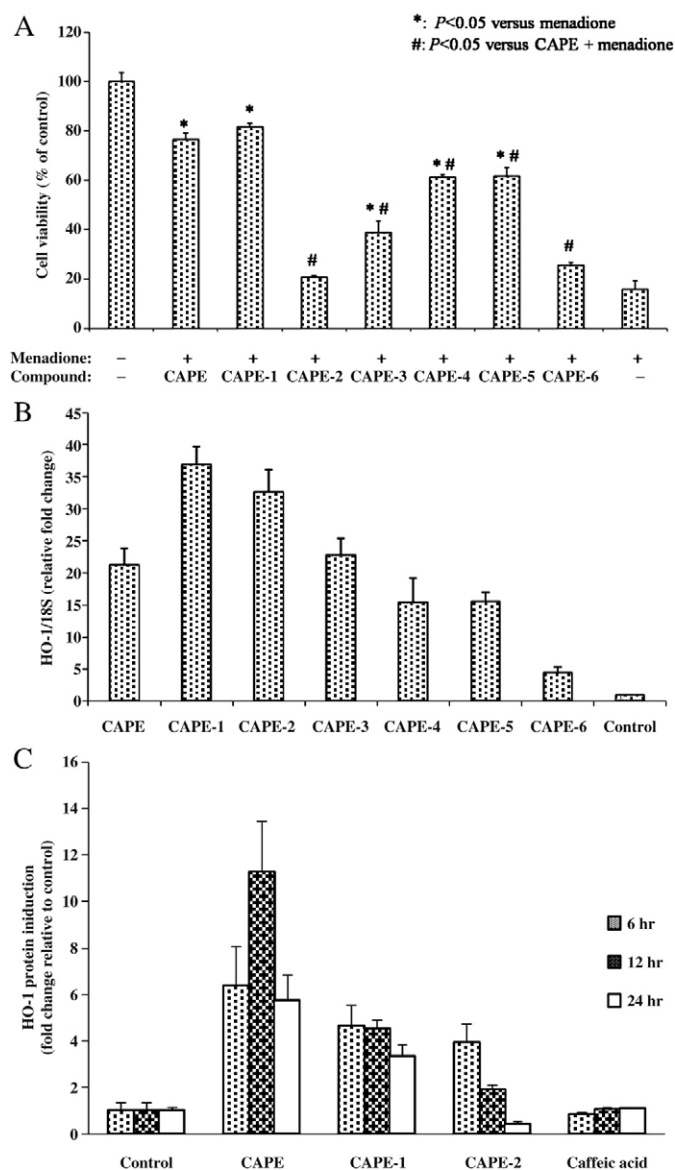 A
*: P<0.05 versus menadione
#: P<0.05 versus CAPE + menadione
Cell viability (% of control)
120
100
80
60
40
20
0
* * # * # * # * # #
Menadione: – + + + + + + + +
Compound: – CAPE CAPE-1 CAPE-2 CAPE-3 CAPE-4 CAPE-5 CAPE-6 –
B
HO-1/18S (relative fold change)
45
40
35
30
25
20
15
10
5
0
CAPE CAPE-1 CAPE-2 CAPE-3 CAPE-4 CAPE-5 CAPE-6 Control
C
HO-1 protein iniduction
(fold change relative to control)
16
14
12
10
8
6
4
2
0
6 hr
12 hr
24 hr
Control CAPE CAPE-1 CAPE-2 Caffeic acid